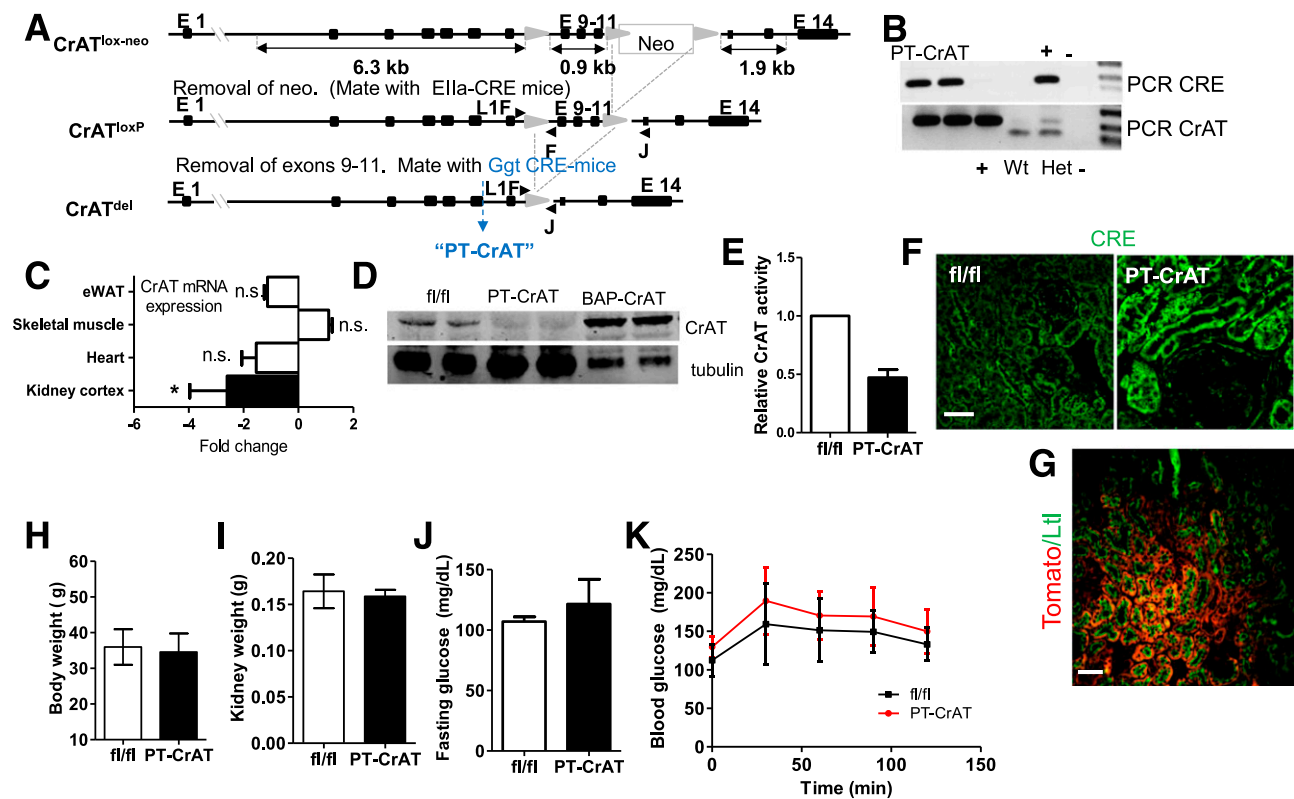 A
E 1
E 9-11
E 14
CrAT lox-neo
Neo
6.3 kb
0.9 kb
1.9 kb
Removal of neo. (Mate with EIIa-CRE mice)
L1F
E 9-11
E 14
CrAT loxP
F
J
Removal of exons 9-11. Mate with Ggt CRE-mice
E 1
L1F
E 14
CrAT del
J
“PT-CrAT”
B
PT-CrAT
+ -
PCR CRE
PCR CrAT
+ Wt Het -
C
CrAT mRNA
expression
eWAT
n.s
Skeletal muscle
n.s.
Heart
n.s.
Kidney cortex
*
-6 -4 -2 0 2
Fold change
D
fl/fl PT-CrAT BAP-CrAT
CrAT
tubulin
E
Relative CrAT activity
1.5
1.0
0.5
0.0
fl/fl PT-CrAT
F
CRE
fl/fl
PT-CrAT
G
Tomato/Ltl
H
Body weight (g)
60
50
40
30
20
10
fl/fl PT-CrAT
I
Kidney weight (g)
0.20
0.15
0.10
0.05
0.00
fl/fl PT-CrAT
J
Fasting glucose (mg/dL)
150
100
50
0
fl/fl PT-CrAT
K
Blood glucose (mg/dL)
250
200
150
100
50
0
fl/fl
PT-CrAT
0 50 100 150
Time (min)